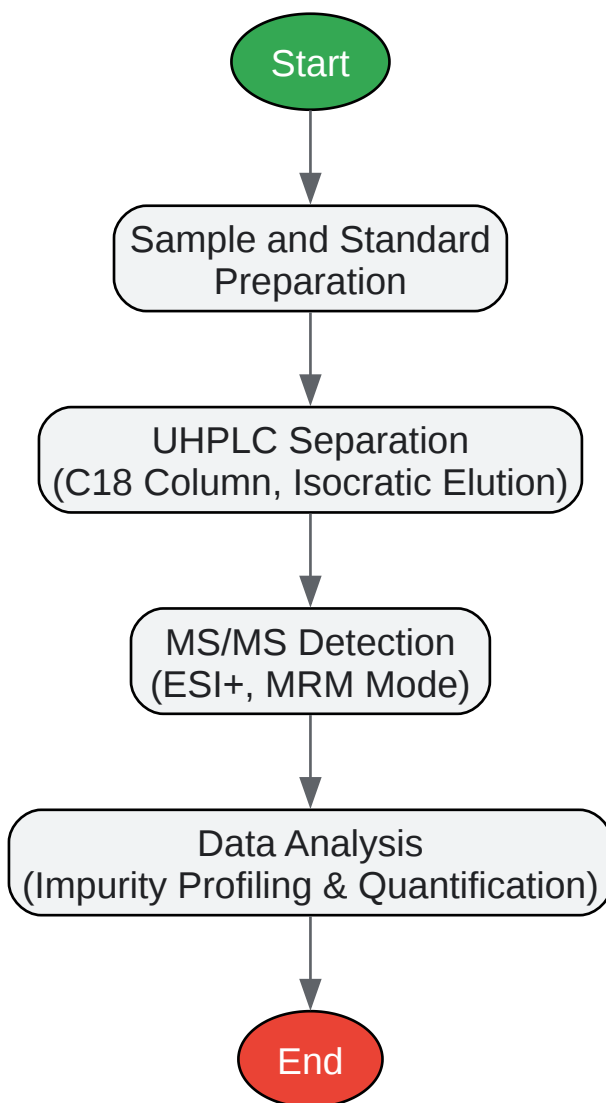 Start
Sample and Standard
Preparation
UHPLC Separation
(C18 Column, Isocratic Elution)
MS/MS Detection
(ESI+, MRM Mode)
Data Analysis
(Impurity Profiling & Quantification)
End